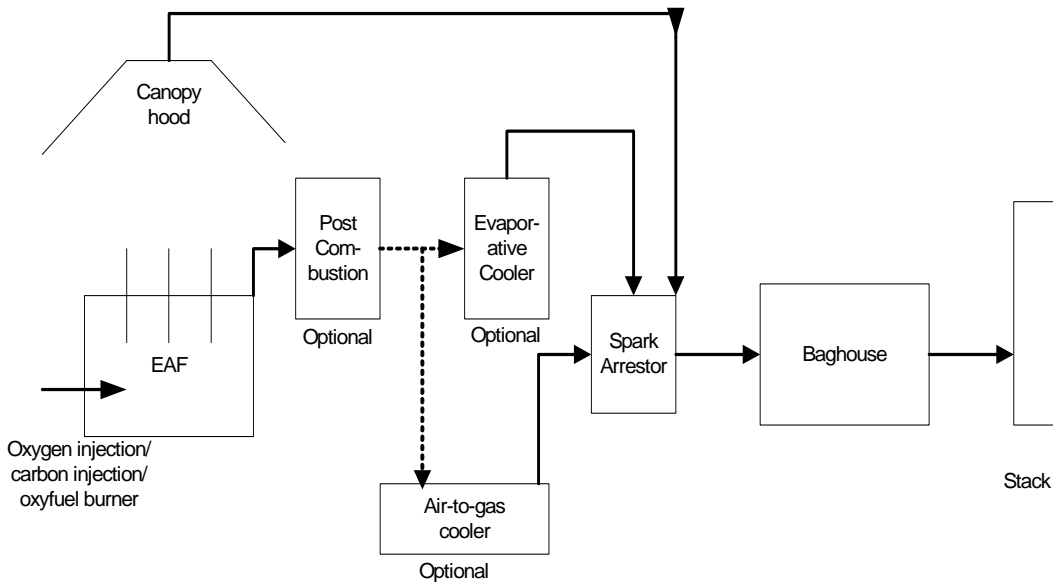 Canopy
hood
Post
Com-
bustion
Optional
Evapor-
ative
Cooler
Optional
EAF
Oxygen injection/
carbon injection/
oxyfuel burner
Air-to-gas
cooler
Optional
Spark
Arrestor
Baghouse
Stack